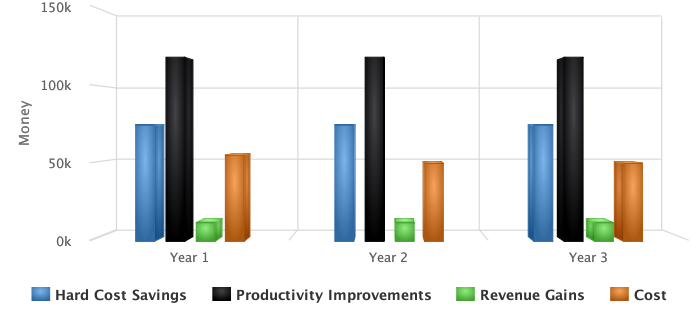 150k
100k
50k
0k
Money
Year 1
Year 2
Year 3
Hard Cost Savings
Productivity Improvements
Revenue Gains
Cost